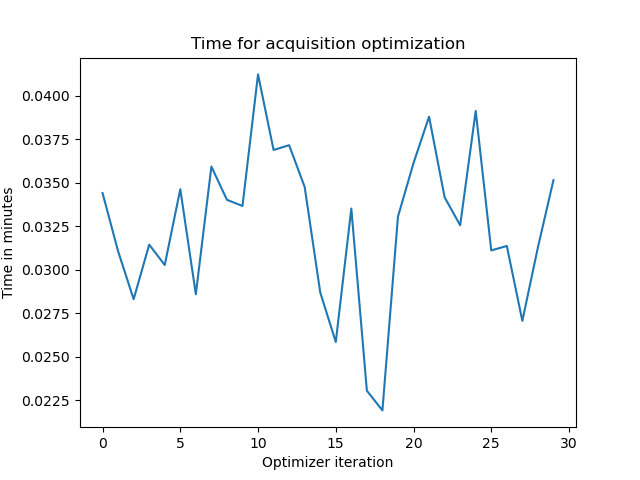 Time for acquisition optimization
0.0400
0.0375
0.0350
0.0325
0.0300
0.0275
0.0250
0.0225
Time in minutes
0 5 10 15 20 25 30
Optimizer iteration